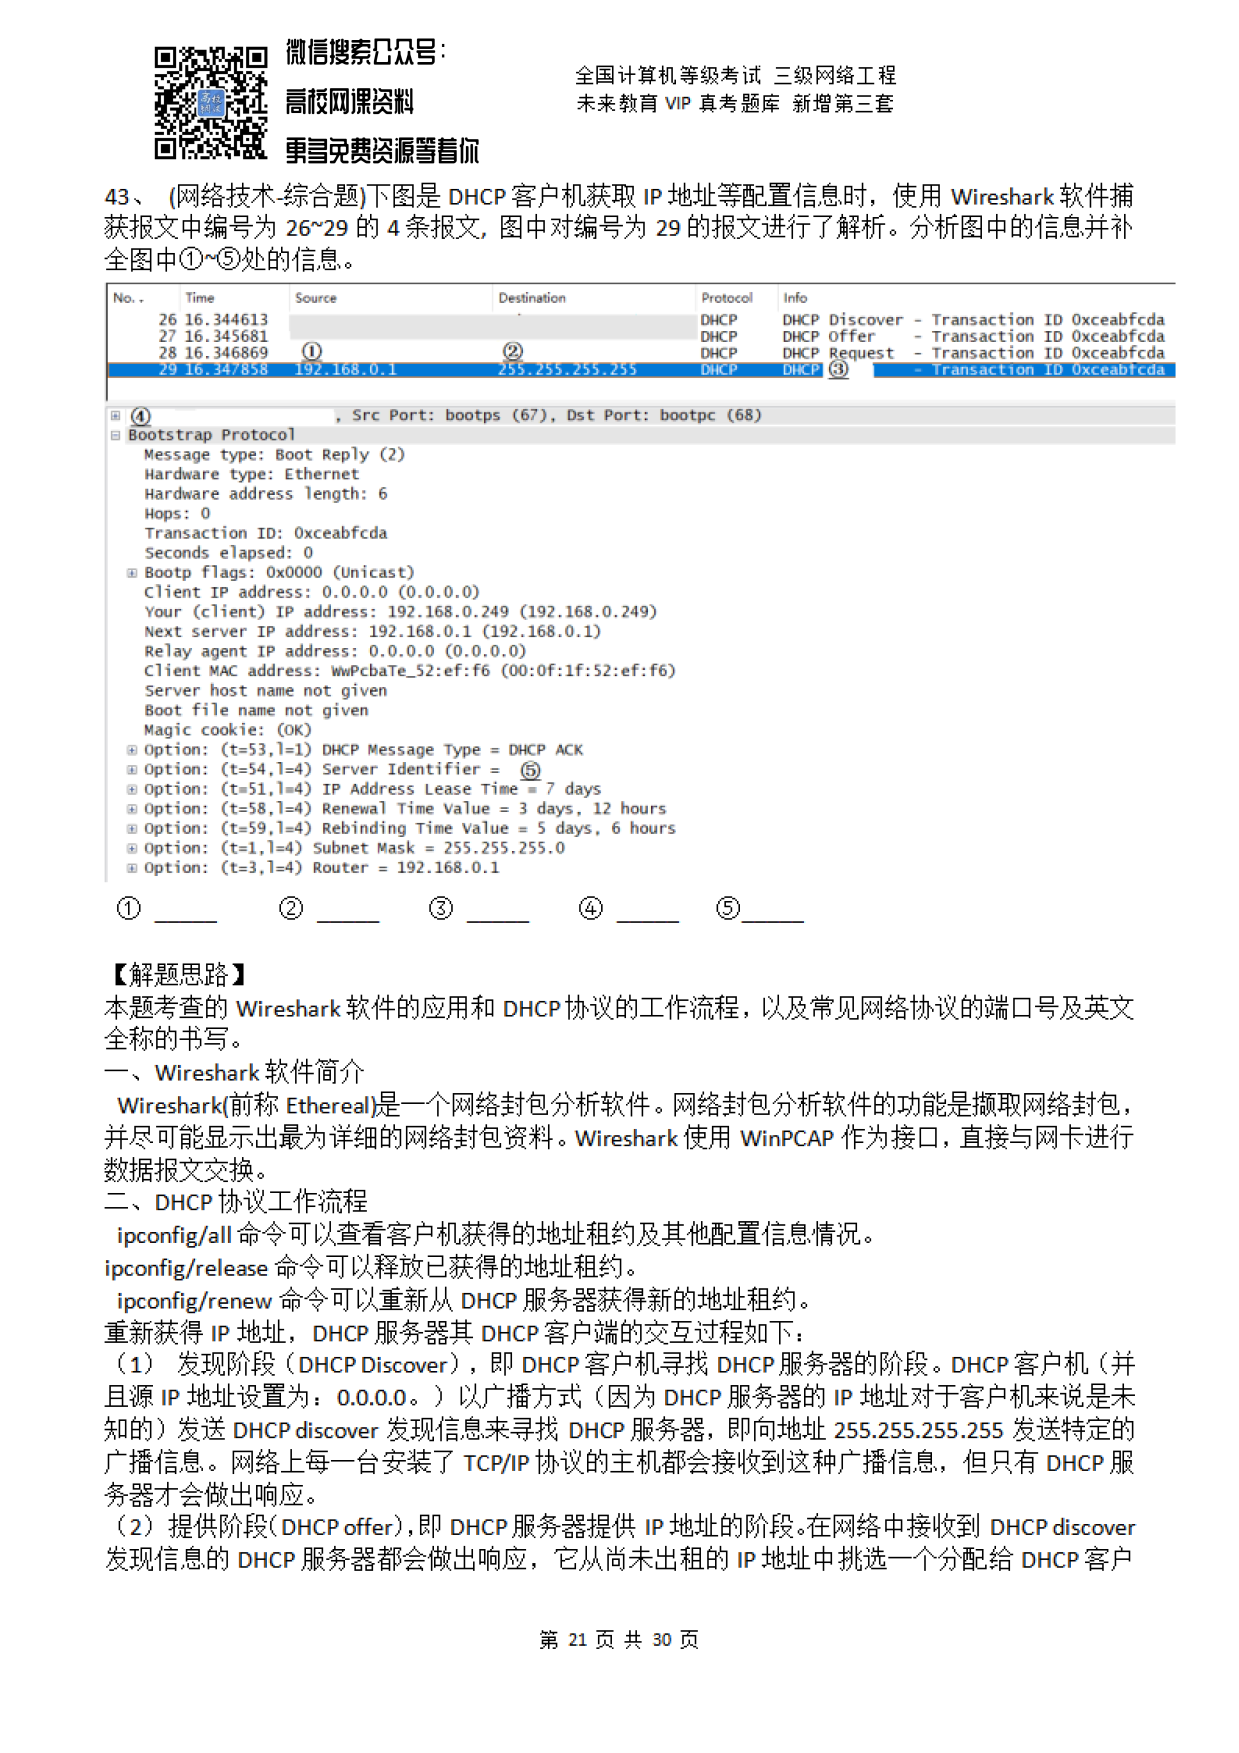 微信搜索公众号：
高校网课资料
更多免费资源等着你
高校
网课
全国计算机等级考试 三级网络工程
未来教育 VIP 真考题库 新增第三套
43、 (网络技术-综合题)下图是 DHCP 客户机获取 IP 地址等配置信息时，使用 Wireshark 软件捕
获报文中编号为 26~29 的 4 条报文, 图中对编号为 29 的报文进行了解析。分析图中的信息并补
全图中①~⑤处的信息。
No. . Time Source Destination Protocol Info
26 16.344613 DHCP DHCP Discover - Transaction ID 0xceabfcda
27 16.345681 DHCP DHCP Offer - Transaction ID 0xceabfcda
28 16.346869 ① ② DHCP DHCP Request - Transaction ID 0xceabfcda
29 16.347858 192.168.0.1 255.255.255.255 DHCP DHCP ③ - Transaction ID 0xceabfcda
④ , Src Port: bootps (67), Dst Port: bootpc (68)
Bootstrap Protocol
Message type: Boot Reply (2)
Hardware type: Ethernet
Hardware address length: 6
Hops: 0
Transaction ID: 0xceabfcda
Seconds elapsed: 0
Bootp flags: 0x0000 (Unicast)
Client IP address: 0.0.0.0 (0.0.0.0)
Your (client) IP address: 192.168.0.249 (192.168.0.249)
Next server IP address: 192.168.0.1 (192.168.0.1)
Relay agent IP address: 0.0.0.0 (0.0.0.0)
Client MAC address: WwPcbaTe_52:ef:f6 (00:0f:1f:52:ef:f6)
Server host name not given
Boot file name not given
Magic cookie: (OK)
Option: (t=53,l=1) DHCP Message Type = DHCP ACK
Option: (t=54,l=4) Server Identifier = ⑤
Option: (t=51,l=4) IP Address Lease Time = 7 days
Option: (t=58,l=4) Renewal Time Value = 3 days, 12 hours
Option: (t=59,l=4) Rebinding Time Value = 5 days, 6 hours
Option: (t=1,l=4) Subnet Mask = 255.255.255.0
Option: (t=3,l=4) Router = 192.168.0.1
① _____ ② _____ ③ _____ ④ _____ ⑤_____
【解题思路】
本题考查的 Wireshark 软件的应用和 DHCP 协议的工作流程，以及常见网络协议的端口号及英文
全称的书写。
一、Wireshark 软件简介
Wireshark(前称 Ethereal)是一个网络封包分析软件。网络封包分析软件的功能是撷取网络封包，
并尽可能显示出最为详细的网络封包资料。Wireshark 使用 WinPCAP 作为接口，直接与网卡进行
数据报文交换。
二、DHCP 协议工作流程
ipconfig/all 命令可以查看客户机获得的地址租约及其他配置信息情况。
ipconfig/release 命令可以释放已获得的地址租约。
ipconfig/renew 命令可以重新从 DHCP 服务器获得新的地址租约。
重新获得 IP 地址，DHCP 服务器其 DHCP 客户端的交互过程如下：
（1） 发现阶段（DHCP Discover），即 DHCP 客户机寻找 DHCP 服务器的阶段。DHCP 客户机（并
且源 IP 地址设置为：0.0.0.0。）以广播方式（因为 DHCP 服务器的 IP 地址对于客户机来说是未
知的）发送 DHCP discover 发现信息来寻找 DHCP 服务器，即向地址 255.255.255.255 发送特定的
广播信息。网络上每一台安装了 TCP/IP 协议的主机都会接收到这种广播信息，但只有 DHCP 服
务器才会做出响应。
（2）提供阶段（DHCP offer），即 DHCP 服务器提供 IP 地址的阶段。在网络中接收到 DHCP discover
发现信息的 DHCP 服务器都会做出响应，它从尚未出租的 IP 地址中挑选一个分配给 DHCP 客户
第 21 页 共 30 页